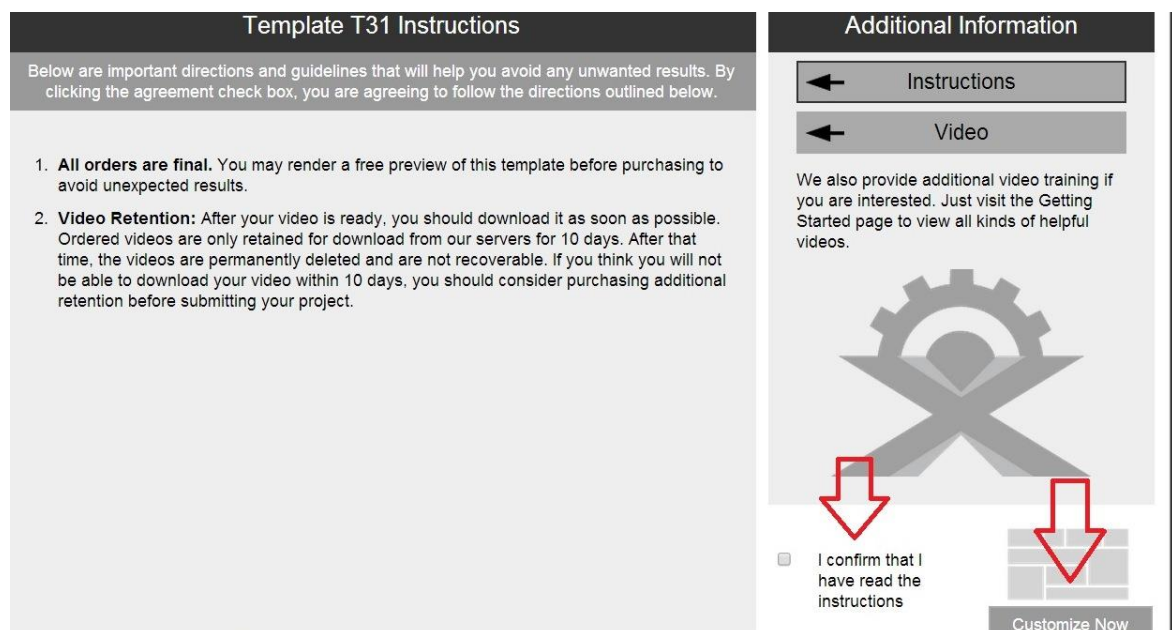 Template T31 Instructions
Below are important directions and guidelines that will help you avoid any unwanted results. By
clicking the agreement check box, you are agreeing to follow the directions outlined below.
1. All orders are final. You may render a free preview of this template before purchasing to
avoid unexpected results.
2. Video Retention: After your video is ready, you should download it as soon as possible.
Ordered videos are only retained for download from our servers for 10 days. After that
time, the videos are permanently deleted and are not recoverable. If you think you will not
be able to download your video within 10 days, you should consider purchasing additional
retention before submitting your project.
Additional Information
Instructions
Video
We also provide additional video training if
you are interested. Just visit the Getting
Started page to view all kinds of helpful
videos.
I confirm that I
have read the
instructions
Customize Now